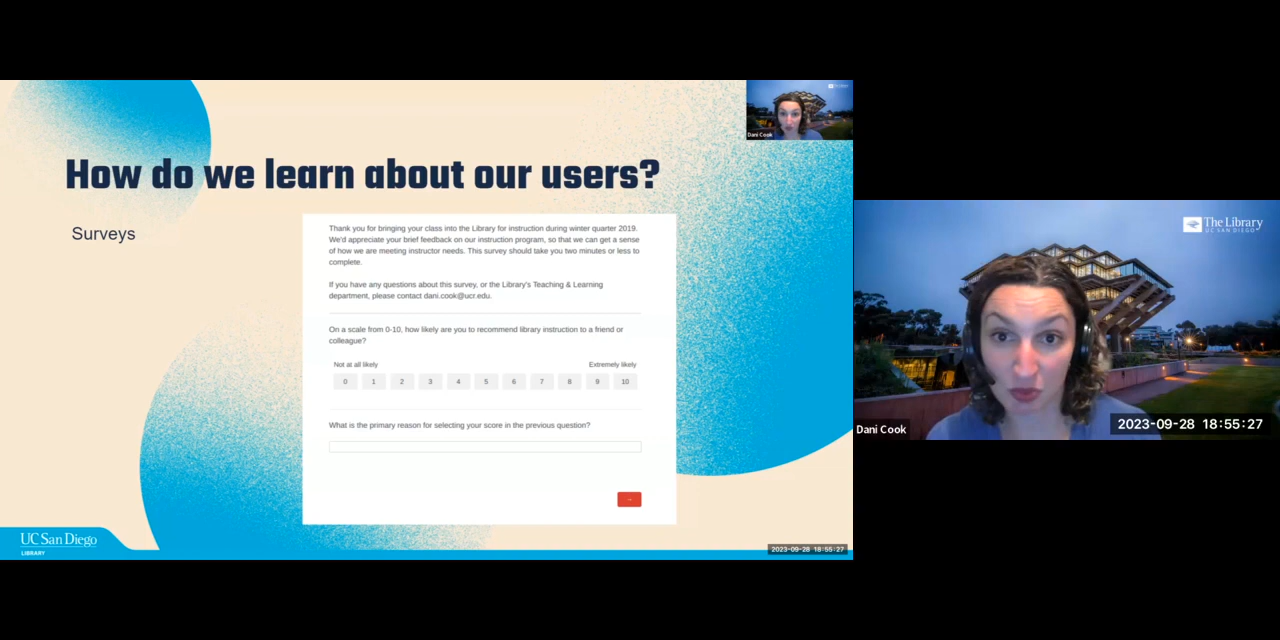 How do we learn about our users?
Surveys
Thank you for bringing your class into the Library for instruction during winter quarter 2019.
We'd appreciate your brief feedback on our instruction program, so that we can get a sense
of how we are meeting instructor needs. This survey should take you two minutes or less to
complete.
If you have any questions about this survey, or the Library's Teaching & Learning
department, please contact dani.cook@ucr.edu.
On a scale from 0-10, how likely are you to recommend library instruction to a friend or
colleague?
Not at all likely Extremely likely
0 1 2 3 4 5 6 7 8 9 10
What is the primary reason for selecting your score in the previous question?
UC San Diego
LIBRARY
2023-09-28 18:55:27
Dani Cook
The Library
UC SAN DIEGO
Dani Cook
2023-09-28 18:55:27